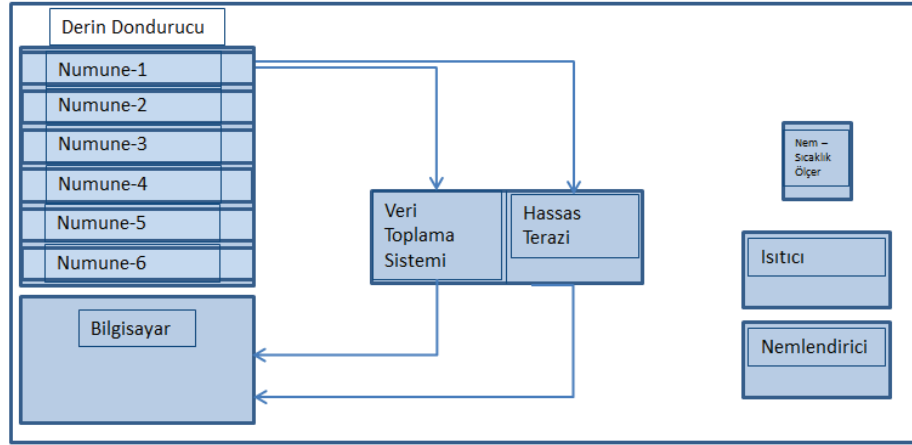 Derin Dondurucu
Numune-1
Numune-2
Numune-3
Numune-4
Numune-5
Numune-6
Bilgisayar
Veri
Toplama
Sistemi
Hassas
Terazi
Nem –
Sıcaklık
Ölçer
Isıtıcı
Nemlendirici